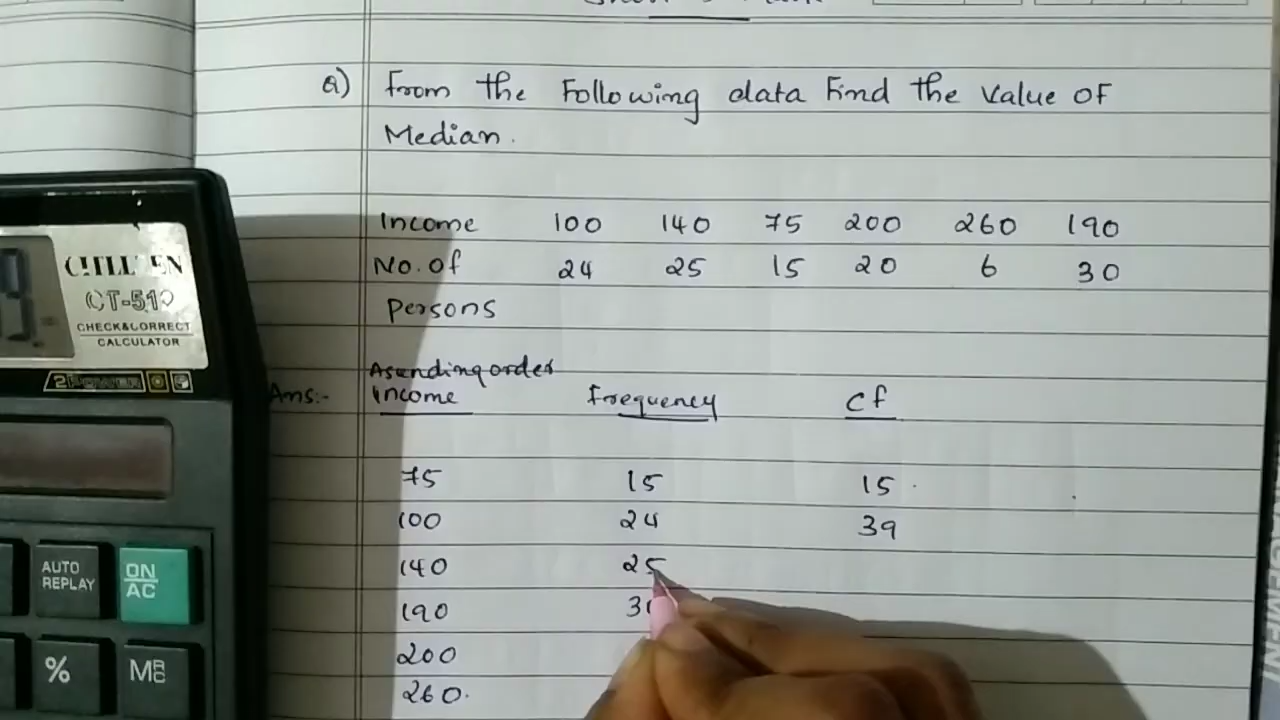 a) From the Following data Find the value OF
Median.
Income 100 140 75 200 260 190
No. of 24 25 15 20 6 30
Persons
Asending order
Ans:- Income Frequency Cf
75 15 15
100 24 39
140 25
190
200
260
CITIZEN
CT-512
CHECK&CORRECT
CALCULATOR
AUTO
REPLAY
ON
AC
%